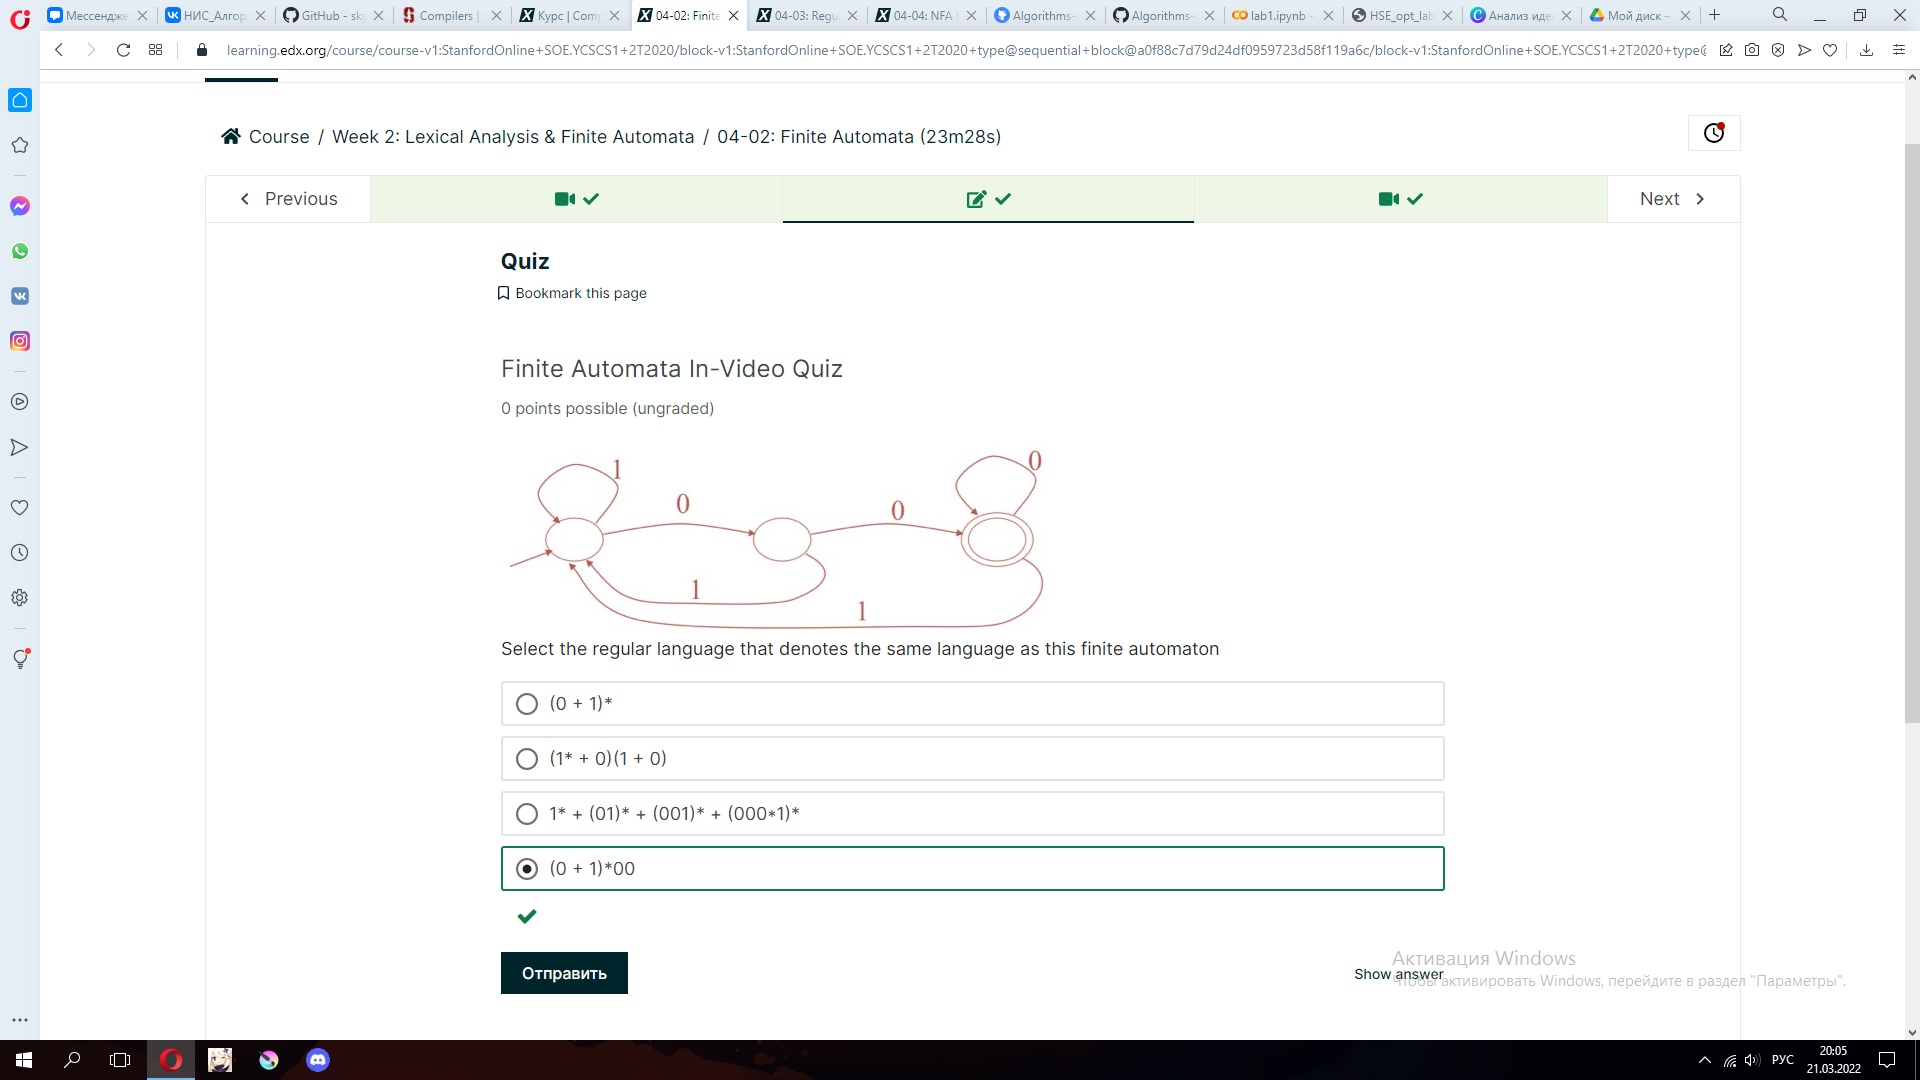 Мессендже
НИС_Алгор
GitHub - sky
Compilers |
Курс | Comp
04-02: Finite
04-03: Regu
04-04: NFA
Algorithms-
Algorithms-
lab1.ipynb -
HSE_opt_lab
Анализ иде
Мой диск –
learning.edx.org/course/course-v1:StanfordOnline+SOE.YCSCS1+2T2020/block-v1:StanfordOnline+SOE.YCSCS1+2T2020+type@sequential+block@a0f88c7d79d24df0959723d58f119a6c/block-v1:StanfordOnline+SOE.YCSCS1+2T2020+type@
Course / Week 2: Lexical Analysis & Finite Automata / 04-02: Finite Automata (23m28s)
Previous
Next
Quiz
Bookmark this page
Finite Automata In-Video Quiz
0 points possible (ungraded)
1
0
0
0
1
1
Select the regular language that denotes the same language as this finite automaton
(0 + 1)*
(1* + 0)(1 + 0)
1* + (01)* + (001)* + (000*1)*
(0 + 1)*00
Отправить
Show answer
Активация Windows
Чтобы активировать Windows, перейдите в раздел "Параметры".
РУС
20:05
21.03.2022